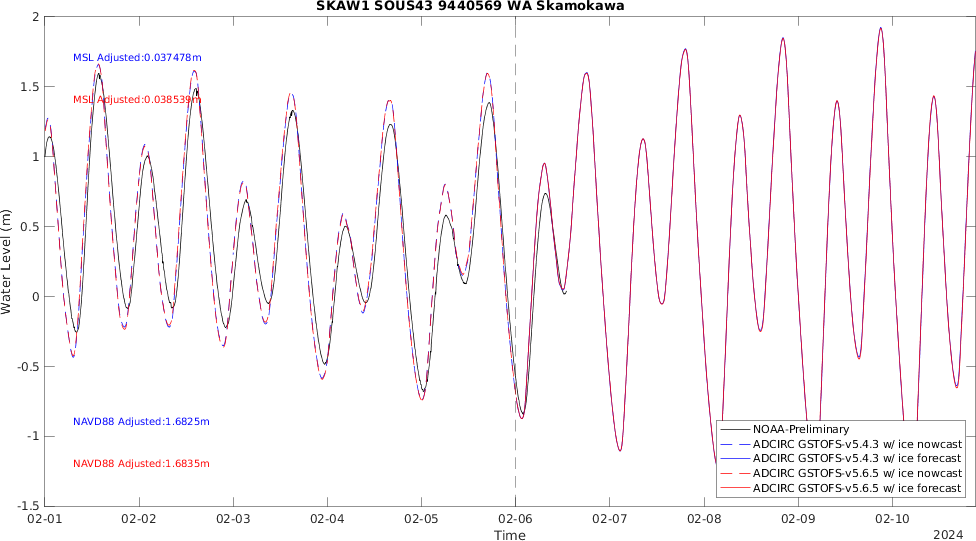 SKAW1 SOUS43 9440569 WA Skamokawa
2
1.5
1
0.5
0
-0.5
-1
-1.5
Water Level (m)
MSL Adjusted:0.037478m
MSL Adjusted:0.038539m
NAVD88 Adjusted:1.6825m
NAVD88 Adjusted:1.6835m
NOAA-Preliminary
ADCIRC GSTOFS-v5.4.3 w/ ice nowcast
ADCIRC GSTOFS-v5.4.3 w/ ice forecast
ADCIRC GSTOFS-v5.6.5 w/ ice nowcast
ADCIRC GSTOFS-v5.6.5 w/ ice forecast
02-01 02-02 02-03 02-04 02-05 02-06 02-07 02-08 02-09 02-10
Time
2024